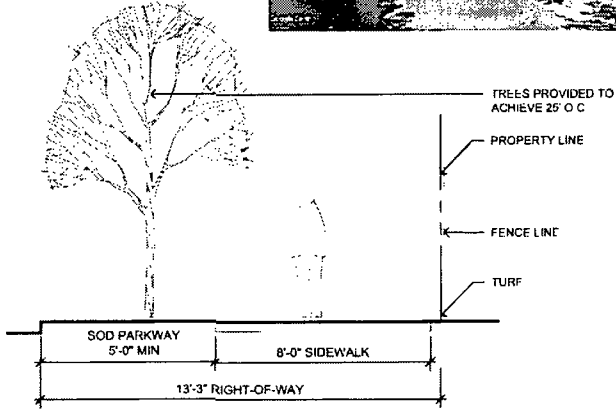 TREES PROVIDED TO
ACHIEVE 25' O C
PROPERTY LINE
FENCE LINE
TURF
SOD PARKWAY
5'-0" MIN
8'-0" SIDEWALK
13'-3" RIGHT-OF-WAY